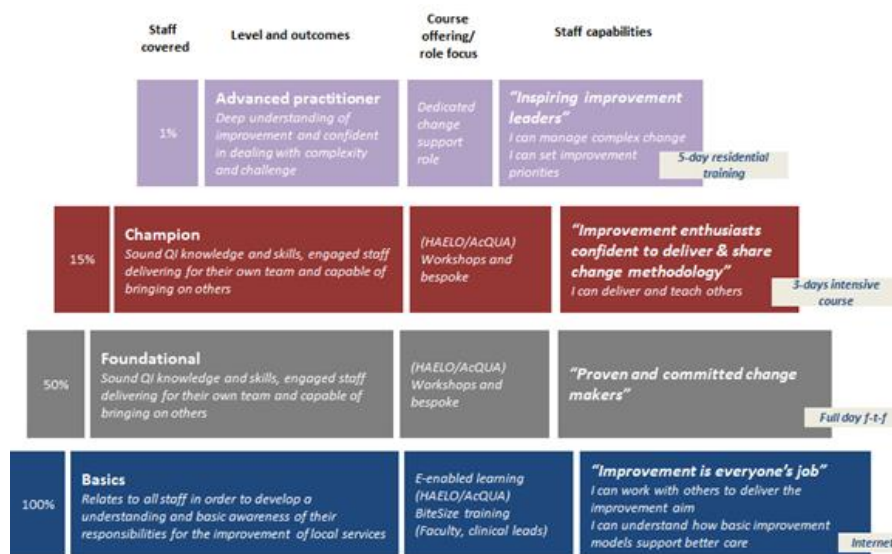 Staff
covered
Level and outcomes
Course
offering/
role focus
Staff capabilities
1%
Advanced practitioner
Deep understanding of
improvement and confident
in dealing with complexity
and challenge
Dedicated
change
support
role
“Inspiring improvement
leaders”
I can manage complex change
I can set improvement
priorities
5-day residential
training
15%
Champion
Sound QI knowledge and skills, engaged staff
delivering for their own team and capable of
bringing on others
(HAELO/AcQUA)
Workshops and
bespoke
“Improvement enthusiasts
confident to deliver & share
change methodology”
I can deliver and teach others
3-days intensive
course
50%
Foundational
Sound QI knowledge and skills, engaged staff
delivering for their own team and capable of
bringing on others
(HAELO/AcQUA)
Workshops and
bespoke
“Proven and committed change
makers”
Full day f-t-f
100%
Basics
Relates to all staff in order to develop a
understanding and basic awareness of their
responsibilities for the improvement of local services
E-enabled learning
(HAELO/AcQUA)
BiteSize training
(Faculty, clinical leads)
“Improvement is everyone’s job”
I can work with others to deliver the
improvement aim
I can understand how basic improvement
models support better care
Internet